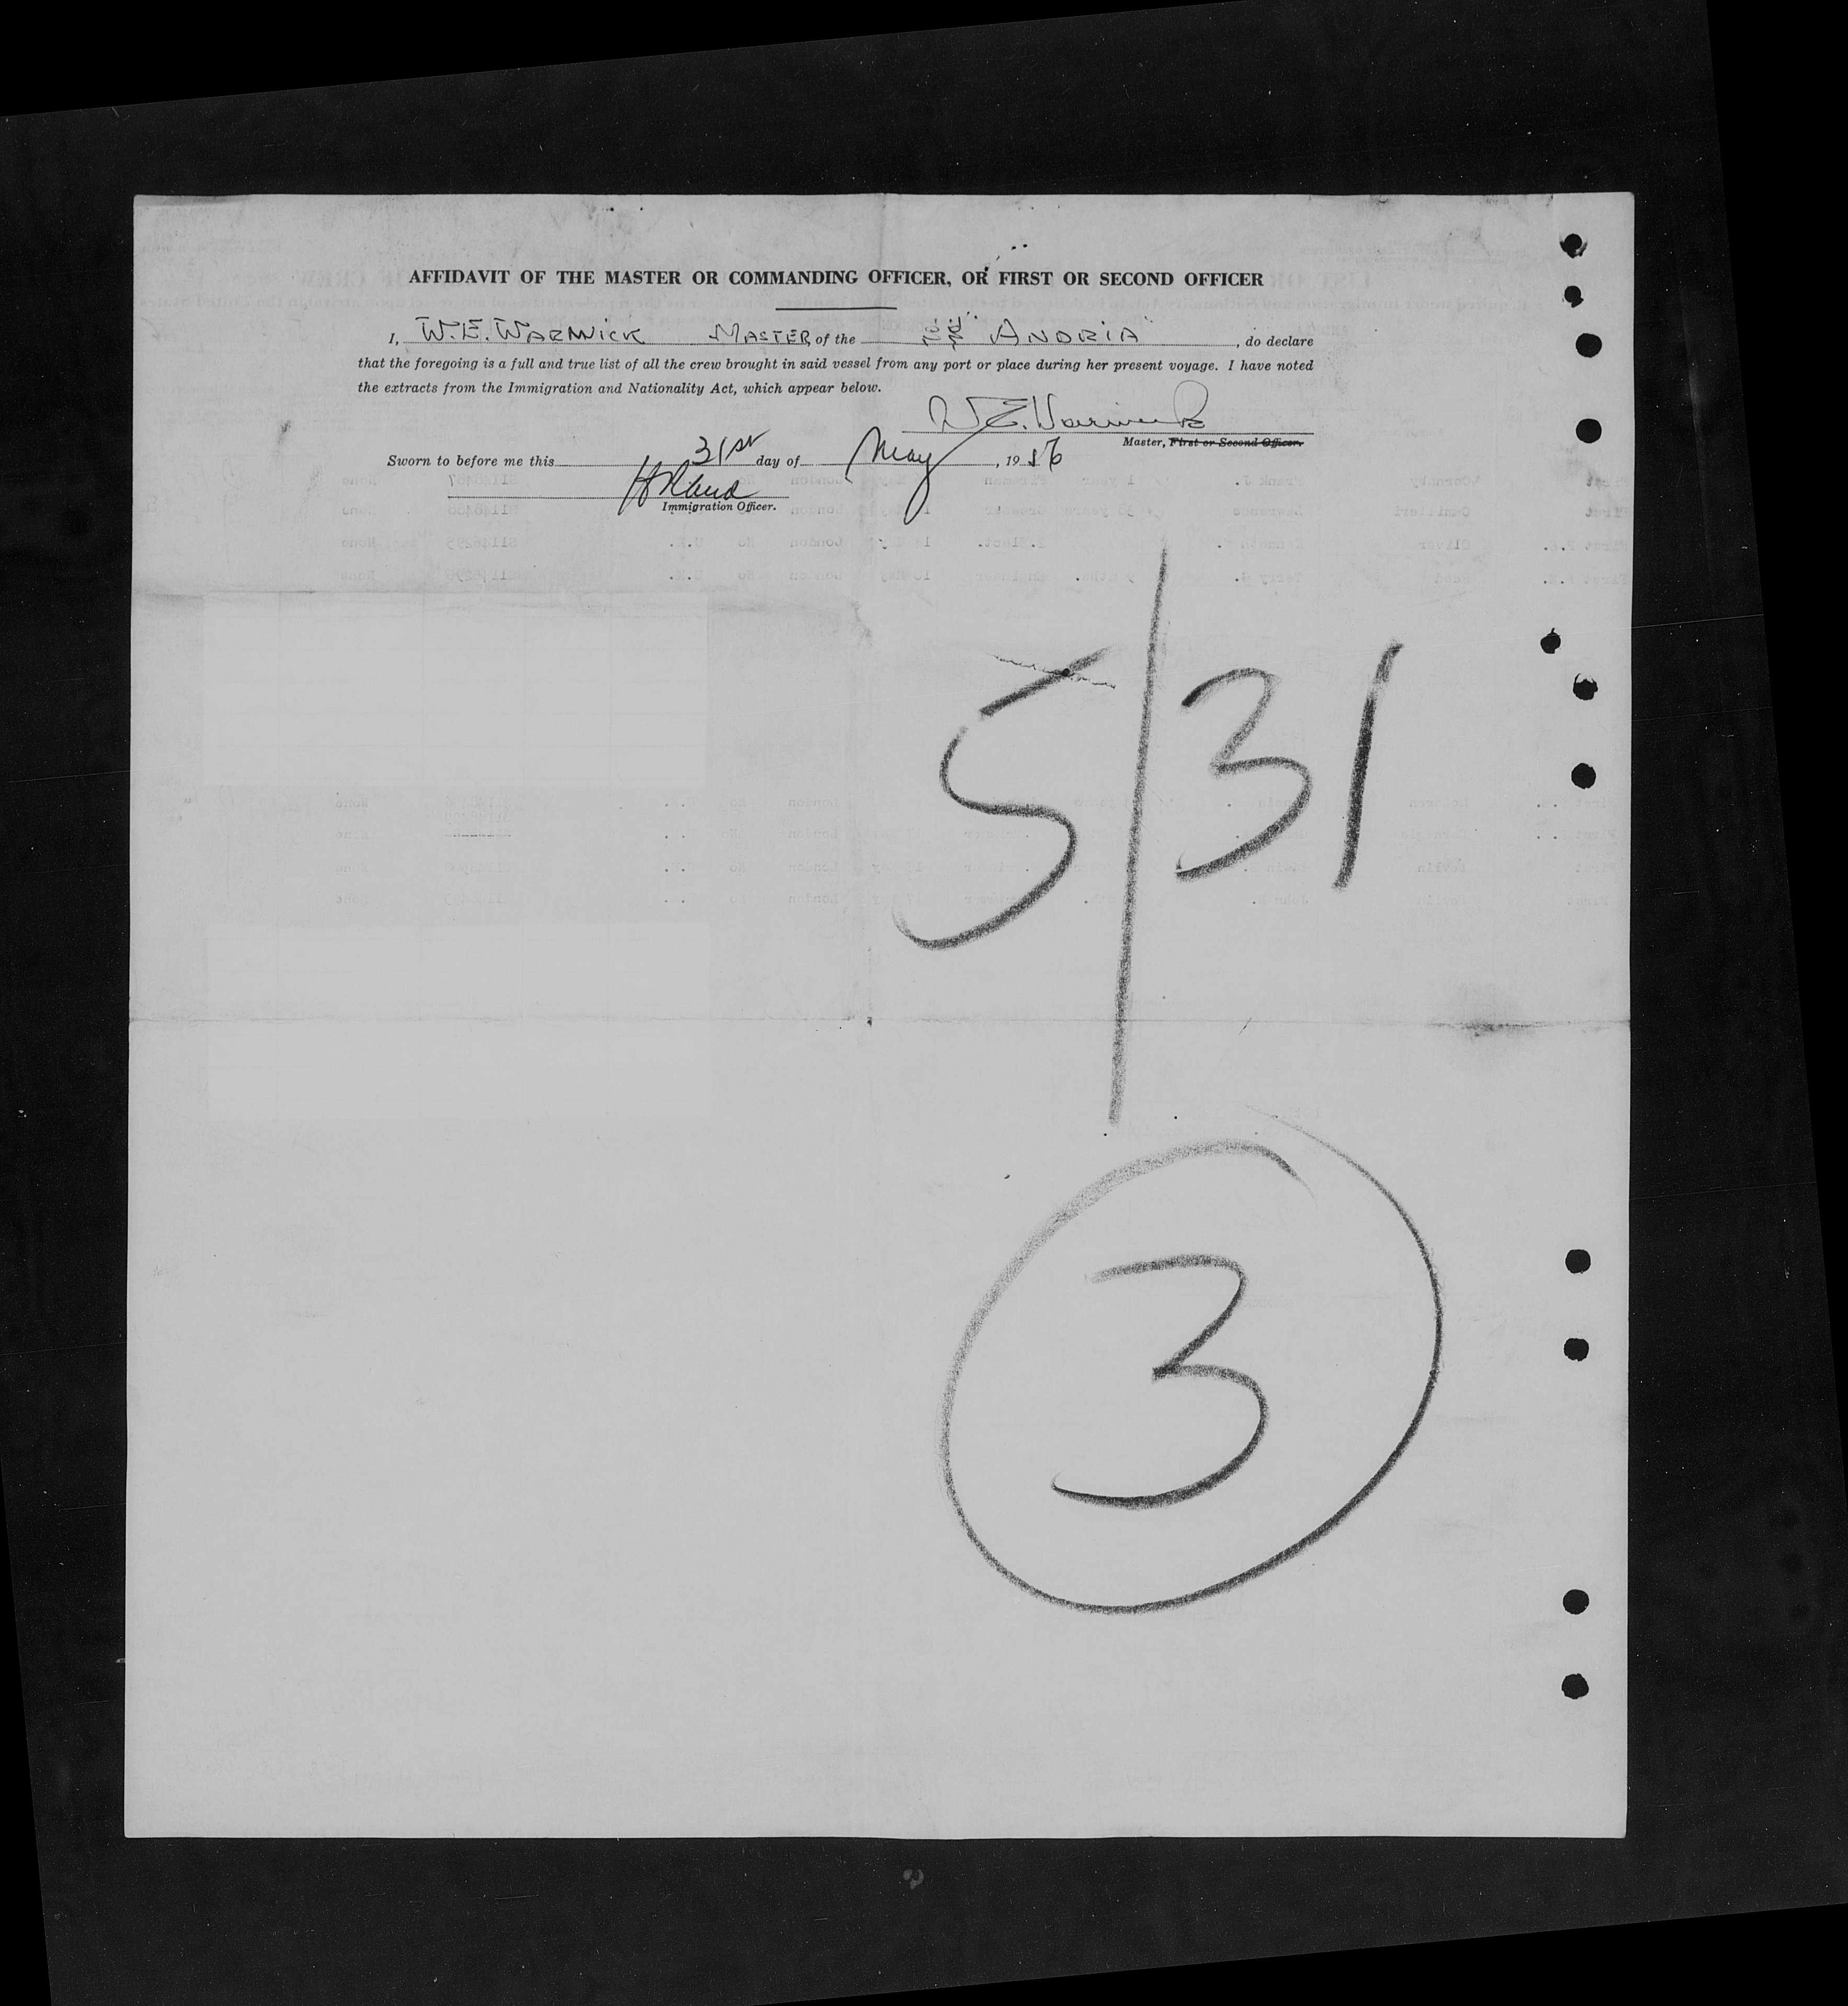 AFFIDAVIT OF THE MASTER OR COMMANDING OFFICER, OR FIRST OR SECOND OFFICER
I, W.E. WARWICK MASTER, of the "ANDRIA", do declare
that the foregoing is a full and true list of all the crew brought in said vessel from any port or place during her present voyage. I have noted
the extracts from the Immigration and Nationality Act, which appear below.
W E. Warwick
Master, First or Second Officer.
Sworn to before me this 31st day of May, 1956
Immigration Officer.
5/31
3